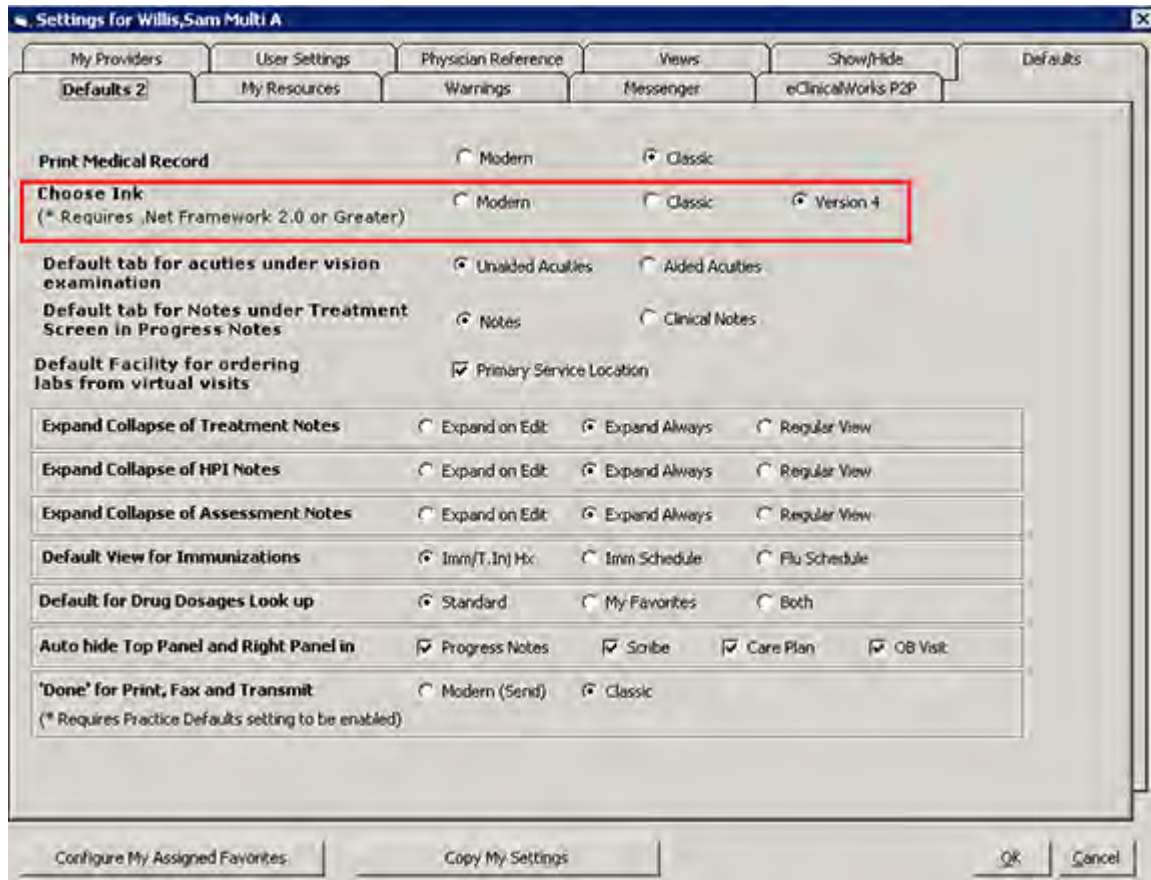 Settings for Willis,Sam Multi A
My Providers User Settings Physician Reference Views Show/Hide Defaults
Defaults 2 My Resources Warnings Messenger eClinicalWorks P2P
Print Medical Record Modern Classic
Choose Ink Modern Classic Version 4
(* Requires .Net Framework 2.0 or Greater)
Default tab for acuties under vision Unaided Acuities Aided Acuities
examination
Default tab for Notes under Treatment
Screen in Progress Notes Notes Clinical Notes
Default Facility for ordering
labs from virtual visits Primary Service Location
Expand Collapse of Treatment Notes Expand on Edit Expand Always Regular View
Expand Collapse of HPI Notes Expand on Edit Expand Always Regular View
Expand Collapse of Assessment Notes Expand on Edit Expand Always Regular View
Default View for Immunizations Imm/T.Inj Hx Imm Schedule Flu Schedule
Default for Drug Dosages Look up Standard My Favorites Both
Auto hide Top Panel and Right Panel in Progress Notes Scribe Care Plan OB Visit
'Done' for Print, Fax and Transmit Modern (Send) Classic
(* Requires Practice Defaults setting to be enabled)
Configure My Assigned Favorites Copy My Settings OK Cancel